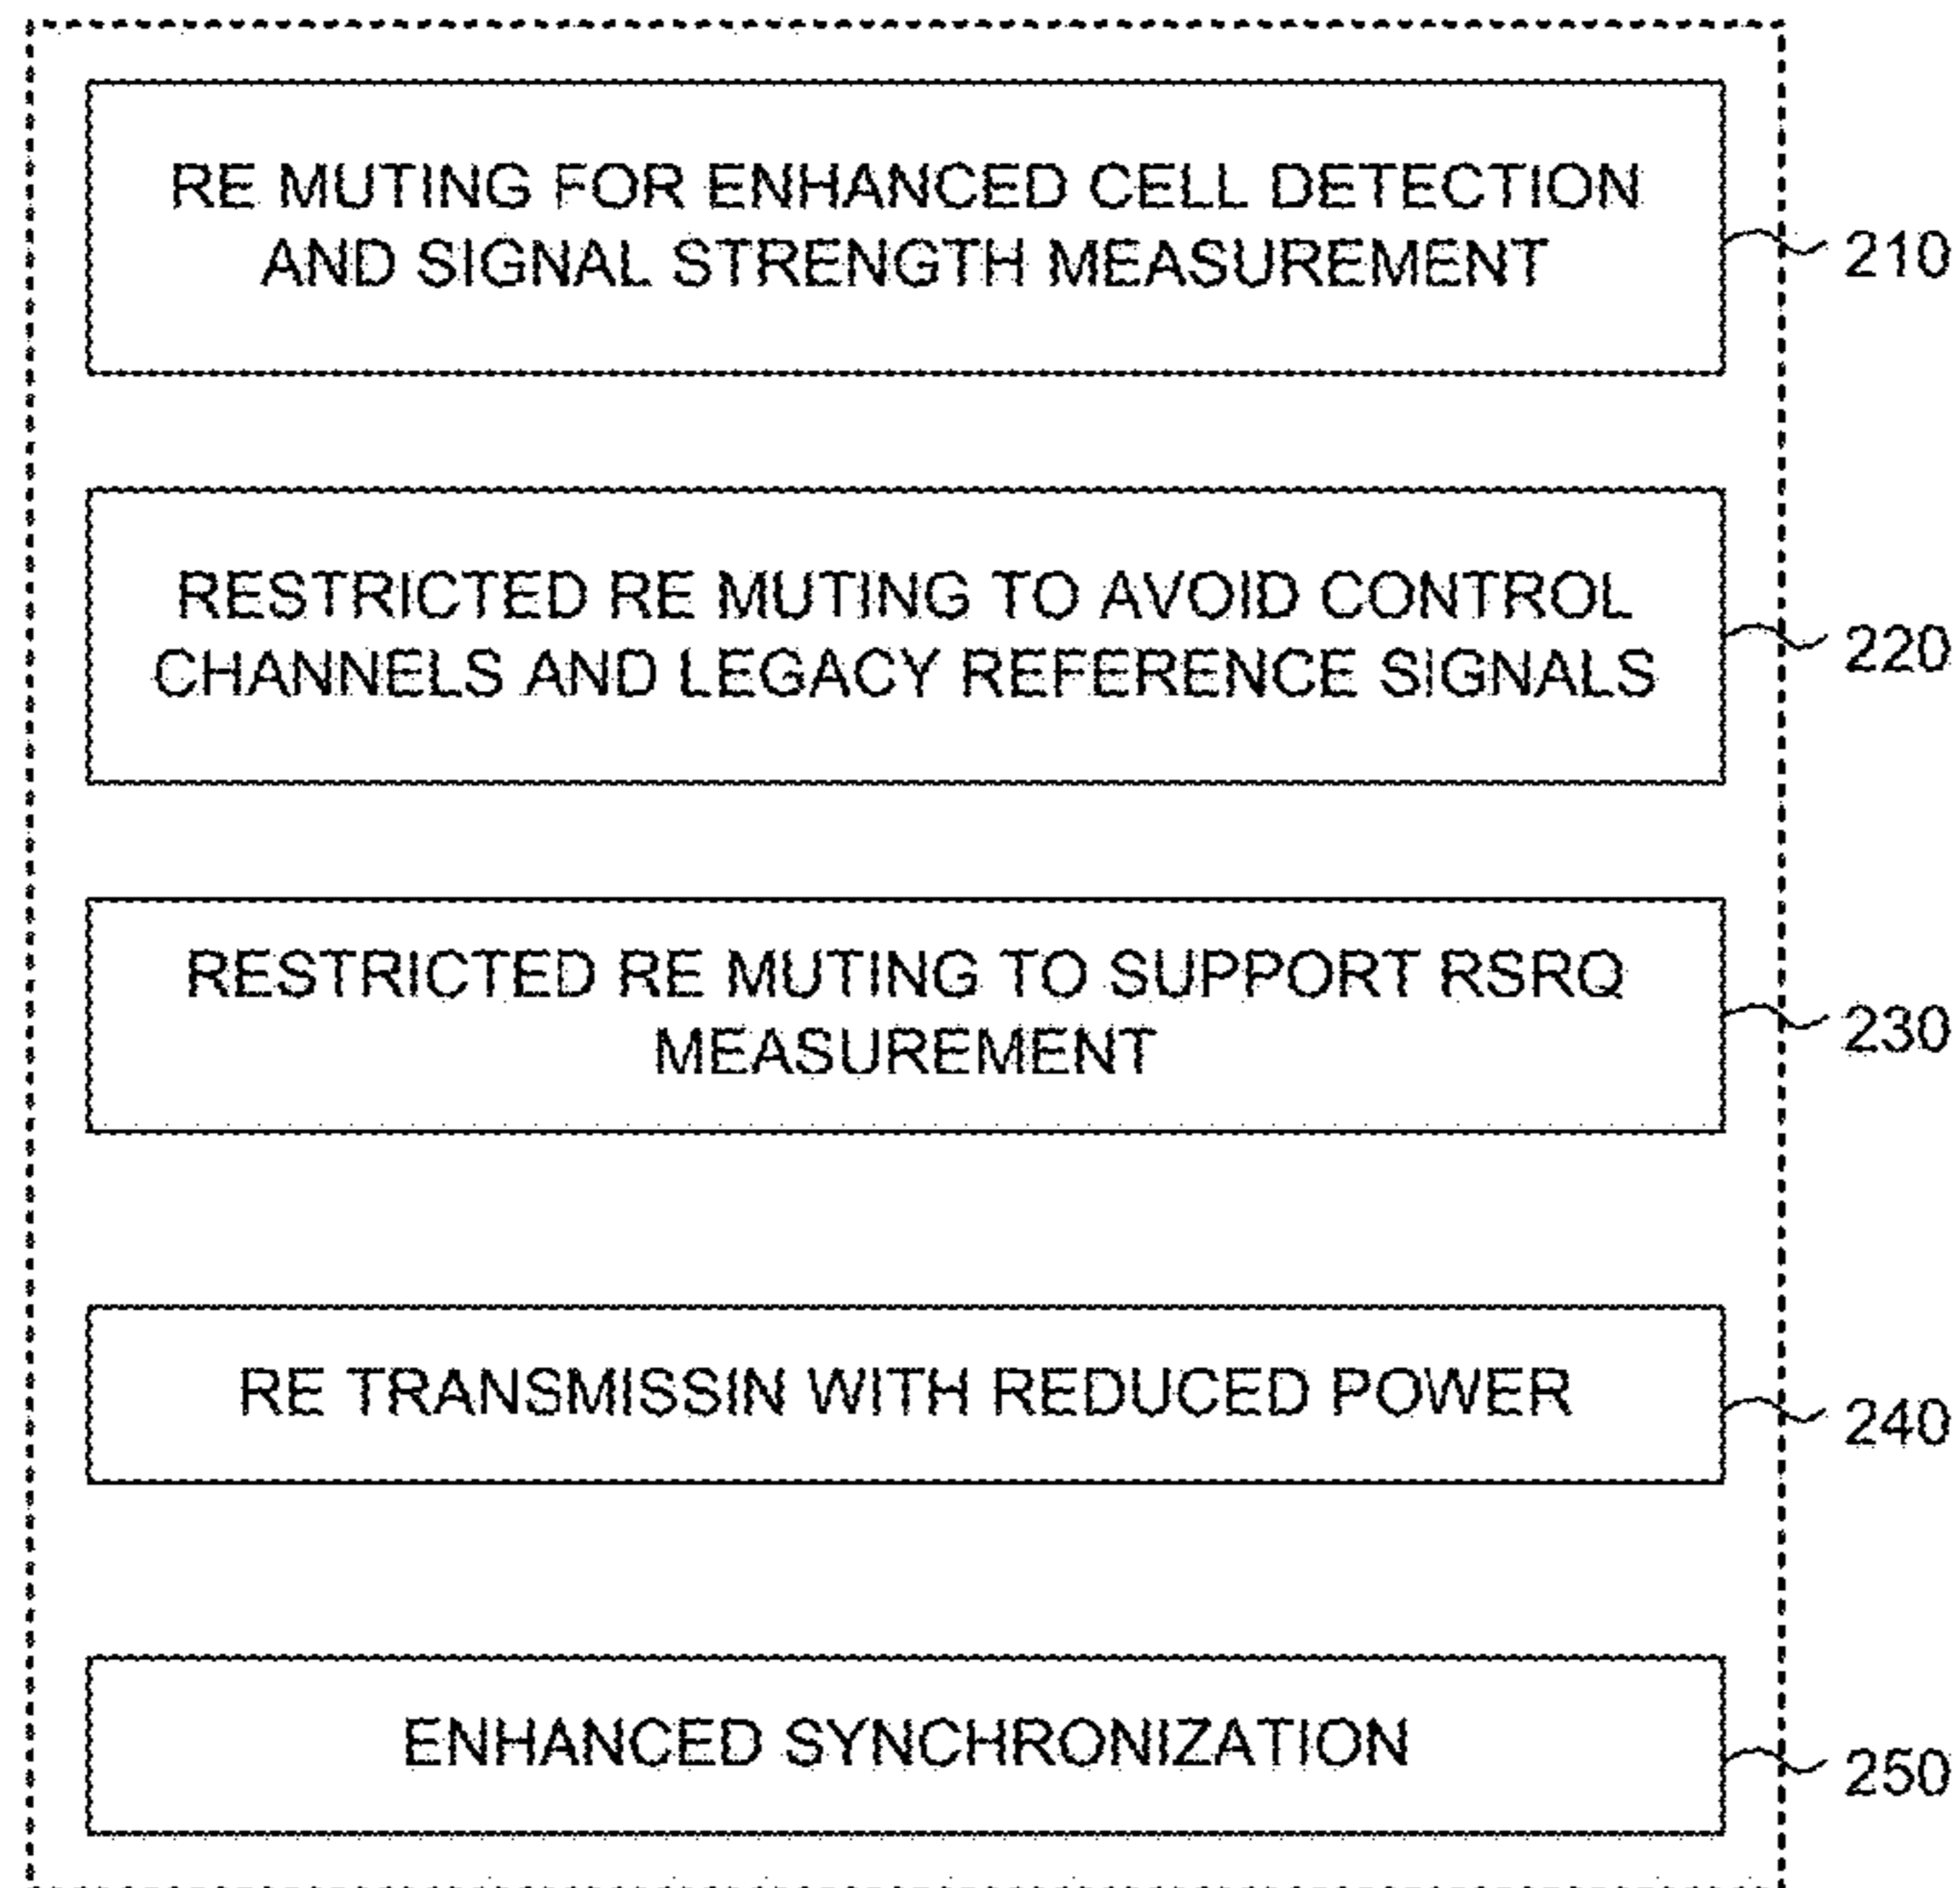 RE MUTING FOR ENHANCED CELL DETECTION
AND SIGNAL STRENGTH MEASUREMENT
210
RESTRICTED RE MUTING TO AVOID CONTROL
CHANNELS AND LEGACY REFERENCE SIGNALS
220
RESTRICTED RE MUTING TO SUPPORT RSRQ
MEASUREMENT
230
RE TRANSMISSIN WITH REDUCED POWER
240
ENHANCED SYNCHRONIZATION
250